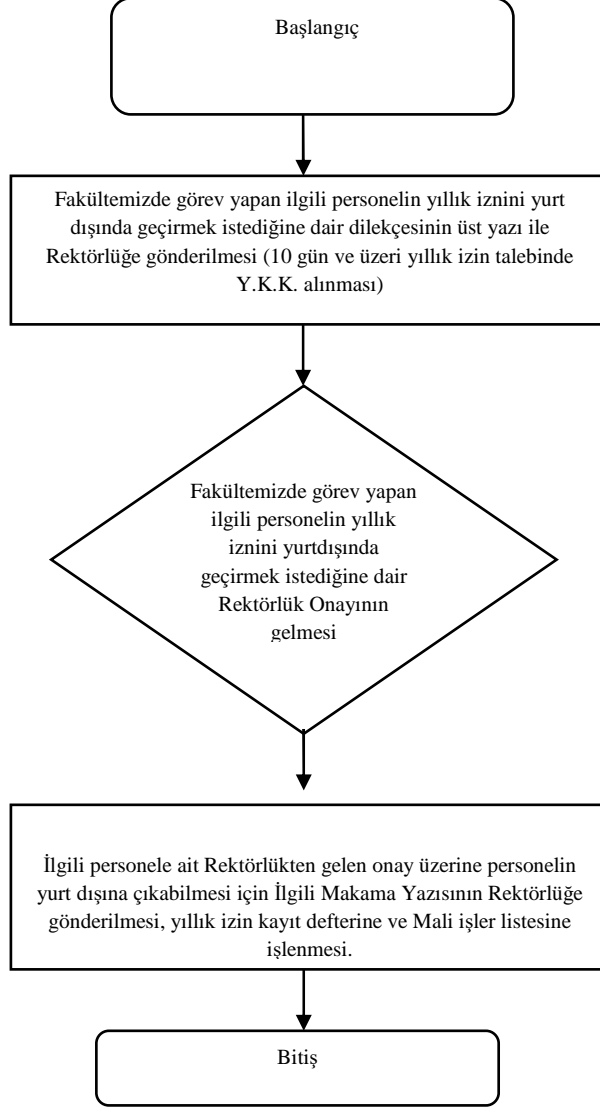 Başlangıç
Fakültemizde görev yapan ilgili personelin yıllık iznini yurt
dışında geçirmek istediğine dair dilekçesinin üst yazı ile
Rektörlüğe gönderilmesi (10 gün ve üzeri yıllık izin talebinde
Y.K.K. alınması)
Fakültemizde görev yapan
ilgili personelin yıllık
iznini yurtdışında
geçirmek istediğine dair
Rektörlük Onayının
gelmesi
İlgili personele ait Rektörlükten gelen onay üzerine personelin
yurt dışına çıkabilmesi için İlgili Makama Yazısının Rektörlüğe
gönderilmesi, yıllık izin kayıt defterine ve Mali işler listesine
işlenmesi.
Bitiş